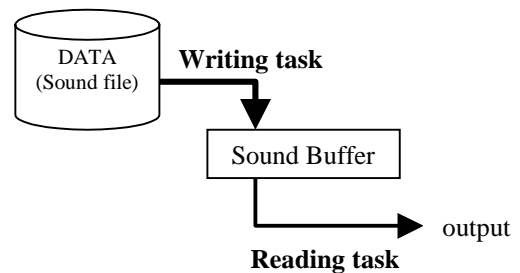 DATA
(Sound file)
Writing task
Sound Buffer
output
Reading task